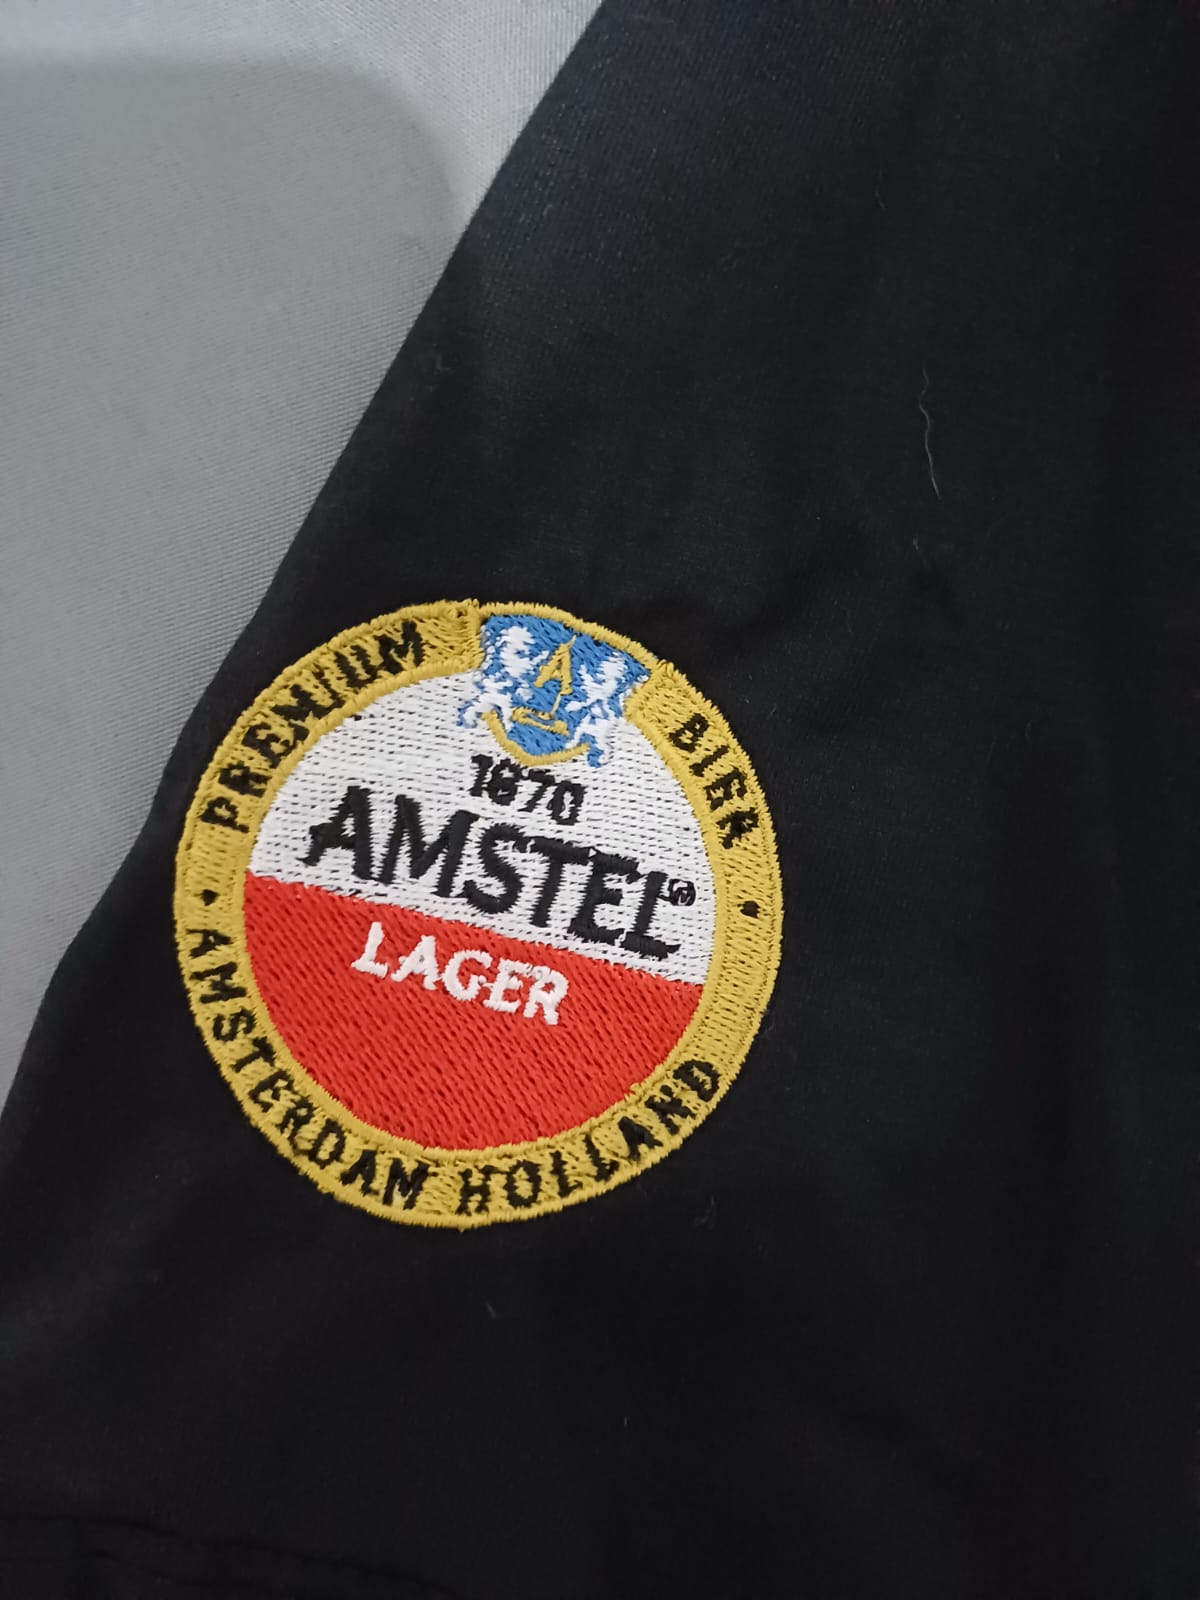 PREMIUM BIER
A
1870
AMSTEL®
LAGER
AMSTERDAM HOLLAND